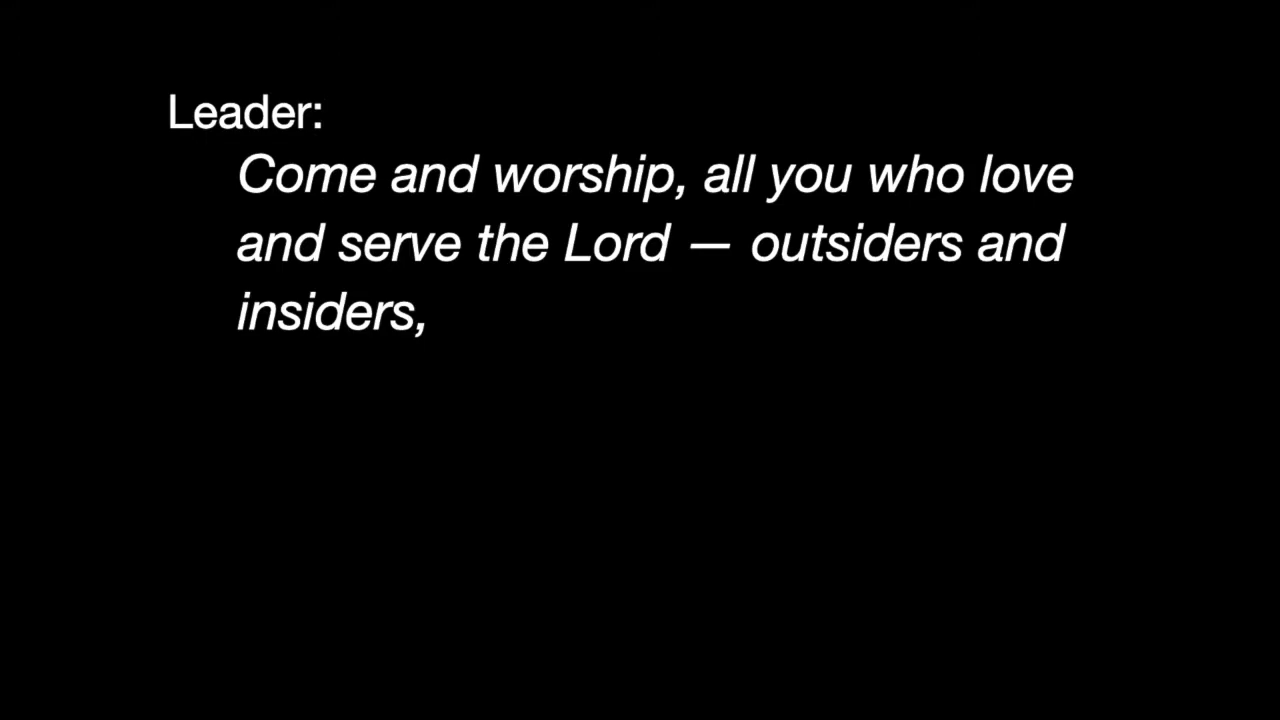 Leader:
Come and worship, all you who love
and serve the Lord — outsiders and
insiders,